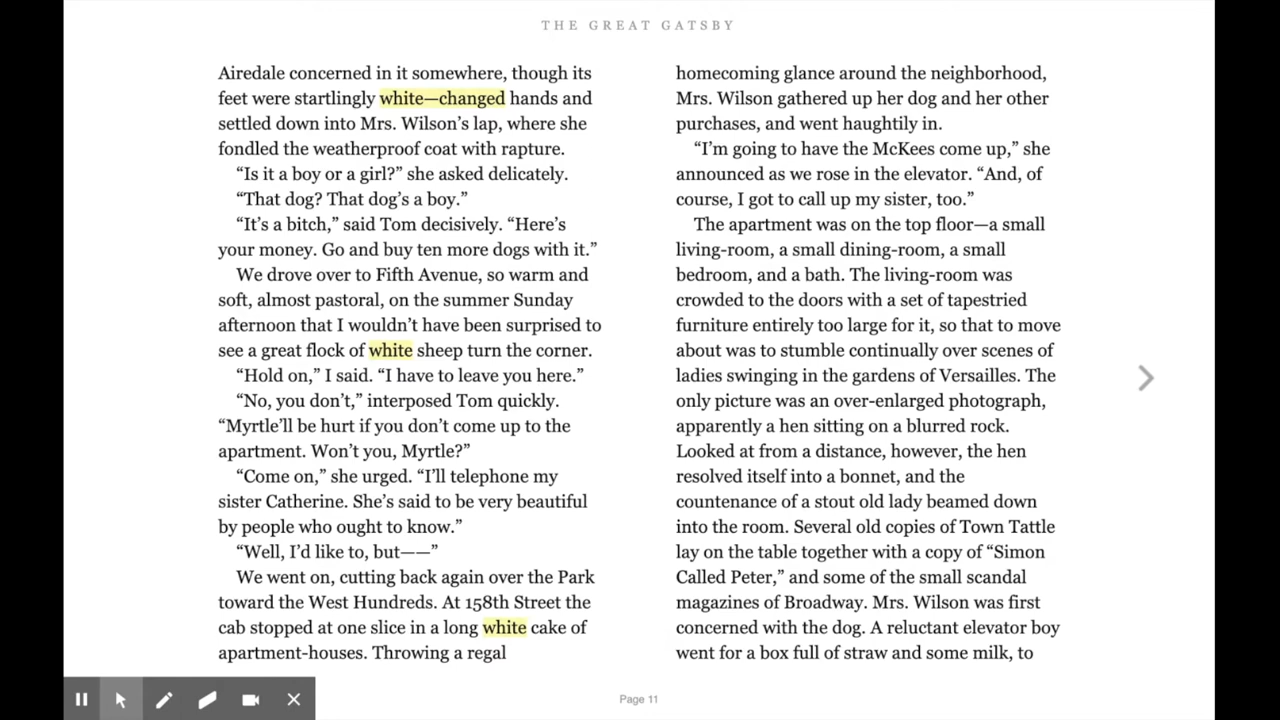 THE GREAT GATSBY
Airedale concerned in it somewhere, though its
feet were startlingly white—changed hands and
settled down into Mrs. Wilson’s lap, where she
fondled the weatherproof coat with rapture.
“Is it a boy or a girl?” she asked delicately.
“That dog? That dog’s a boy.”
“It’s a bitch,” said Tom decisively. “Here’s
your money. Go and buy ten more dogs with it.”
We drove over to Fifth Avenue, so warm and
soft, almost pastoral, on the summer Sunday
afternoon that I wouldn’t have been surprised to
see a great flock of white sheep turn the corner.
“Hold on,” I said. “I have to leave you here.”
“No, you don’t,” interposed Tom quickly.
“Myrtle’ll be hurt if you don’t come up to the
apartment. Won’t you, Myrtle?”
“Come on,” she urged. “I’ll telephone my
sister Catherine. She’s said to be very beautiful
by people who ought to know.”
“Well, I’d like to, but——”
We went on, cutting back again over the Park
toward the West Hundreds. At 158th Street the
cab stopped at one slice in a long white cake of
apartment-houses. Throwing a regal
homecoming glance around the neighborhood,
Mrs. Wilson gathered up her dog and her other
purchases, and went haughtily in.
“I’m going to have the McKees come up,” she
announced as we rose in the elevator. “And, of
course, I got to call up my sister, too.”
The apartment was on the top floor—a small
living-room, a small dining-room, a small
bedroom, and a bath. The living-room was
crowded to the doors with a set of tapestried
furniture entirely too large for it, so that to move
about was to stumble continually over scenes of
ladies swinging in the gardens of Versailles. The
only picture was an over-enlarged photograph,
apparently a hen sitting on a blurred rock.
Looked at from a distance, however, the hen
resolved itself into a bonnet, and the
countenance of a stout old lady beamed down
into the room. Several old copies of Town Tattle
lay on the table together with a copy of “Simon
Called Peter,” and some of the small scandal
magazines of Broadway. Mrs. Wilson was first
concerned with the dog. A reluctant elevator boy
went for a box full of straw and some milk, to
Page 11